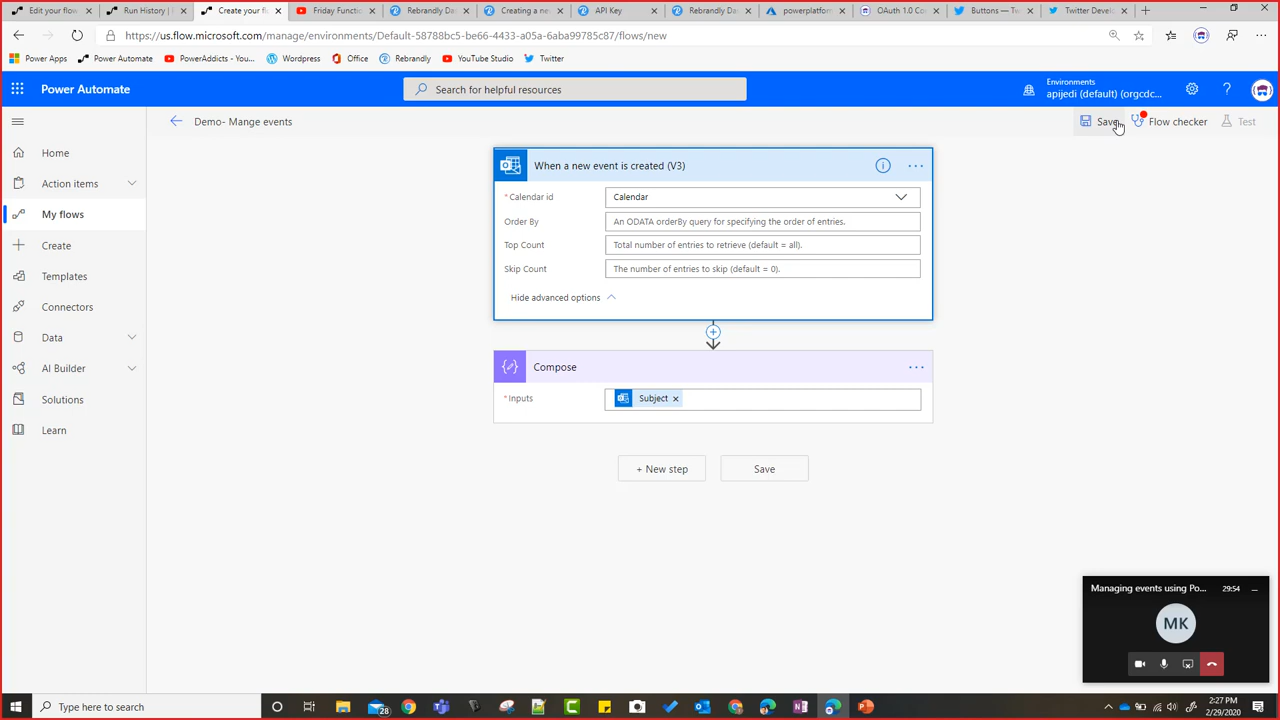 Edit your flow
Run History |
Create your fl
Friday Functi
Rebrandly Da
Creating a ne
API Key
Rebrandly Da
powerplatfor
OAuth 1.0 Co
Buttons — Tw
Twitter Devel
https://us.flow.microsoft.com/manage/environments/Default-58788bc5-be66-4433-a05a-6aba99785c87/flows/new
Power Apps
Power Automate
PowerAddicts - You...
Wordpress
Office
Rebrandly
YouTube Studio
Twitter
Power Automate
Search for helpful resources
Environments
apijedi (default) (orgcdc...
Demo- Mange events
Save
Flow checker
Test
Home
Action items
My flows
Create
Templates
Connectors
Data
AI Builder
Solutions
Learn
When a new event is created (V3)
* Calendar id
Calendar
Order By
An ODATA orderBy query for specifying the order of entries.
Top Count
Total number of entries to retrieve (default = all).
Skip Count
The number of entries to skip (default = 0).
Hide advanced options
Compose
* Inputs
Subject
+ New step
Save
Managing events using Po...
29:54
MK
Type here to search
28
2:27 PM
2/29/2020